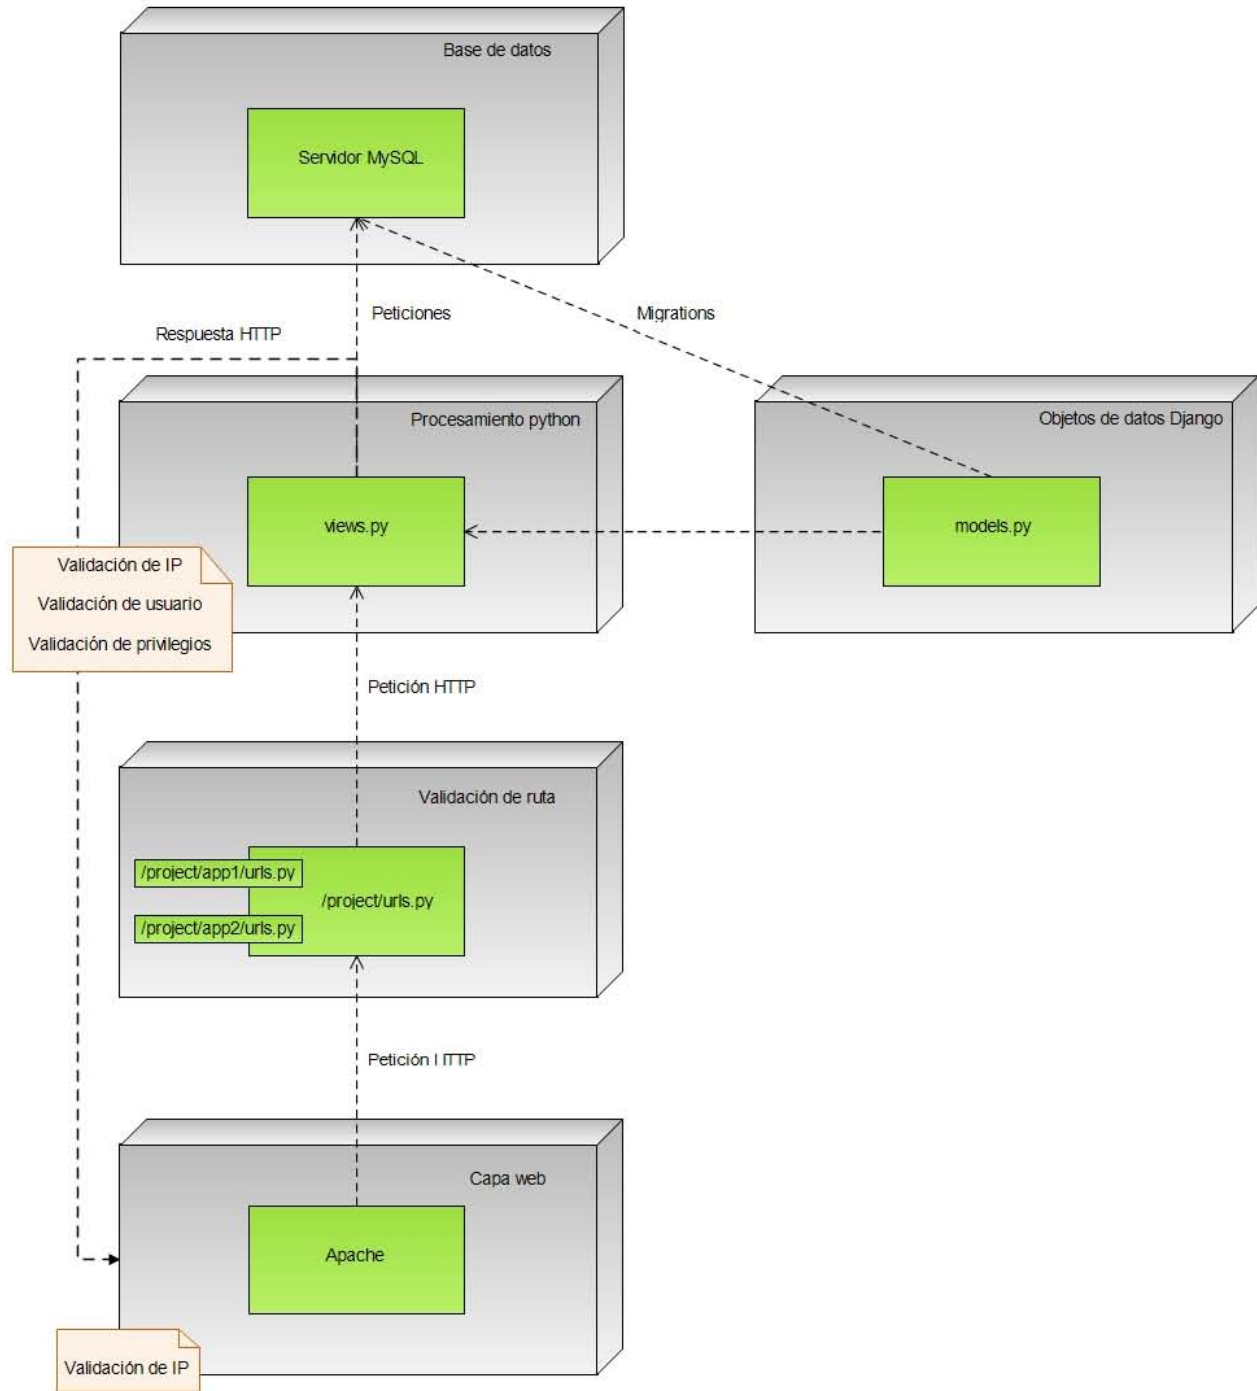 Base de datos
Servidor MySQL
Peticiones
Migrations
Respuesta HTTP
Procesamiento python
Objetos de datos Django
views.py
models.py
Validación de IP
Validación de usuario
Validación de privilegios
Petición HTTP
Validación de ruta
/project/app1/urls.py
/project/urls.py
/project/app2/urls.py
Petición HTTP
Capa web
Apache
Validación de IP